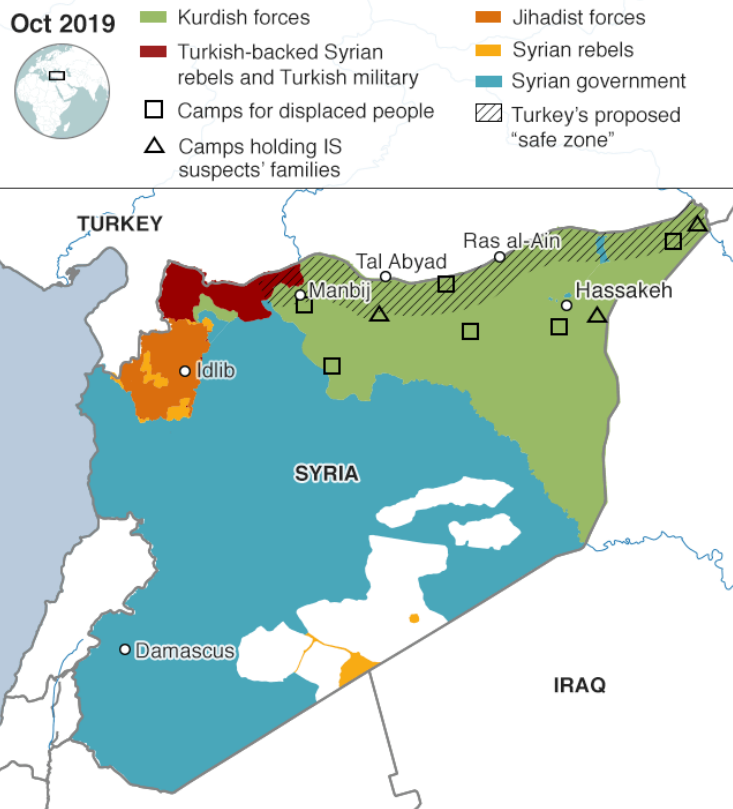 Oct 2019
Kurdish forces
Turkish-backed Syrian
rebels and Turkish military
Camps for displaced people
Camps holding IS
suspects' families
Jihadist forces
Syrian rebels
Syrian government
Turkey's proposed
“safe zone”
TURKEY
Ras al-Ain
Tal Abyad
Manbij
Hassakeh
Idlib
SYRIA
Damascus
IRAQ